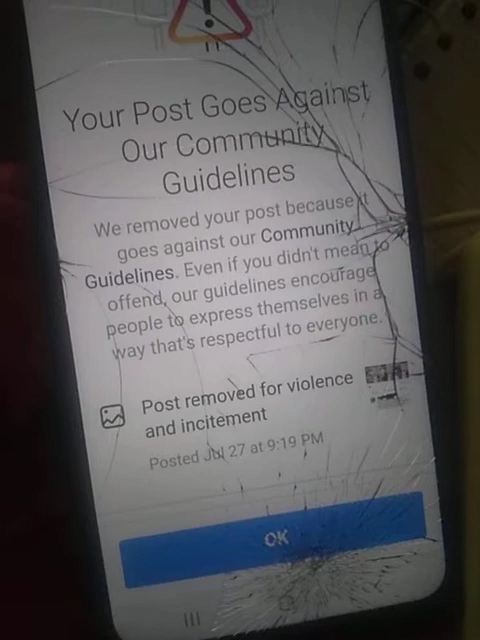 Your Post Goes Against
Our Community
Guidelines
We removed your post because it
goes against our Community
Guidelines. Even if you didn't mean to
offend, our guidelines encourage
people to express themselves in a
way that's respectful to everyone.
Post removed for violence
and incitement
Posted Jul 27 at 9:19 PM
OK